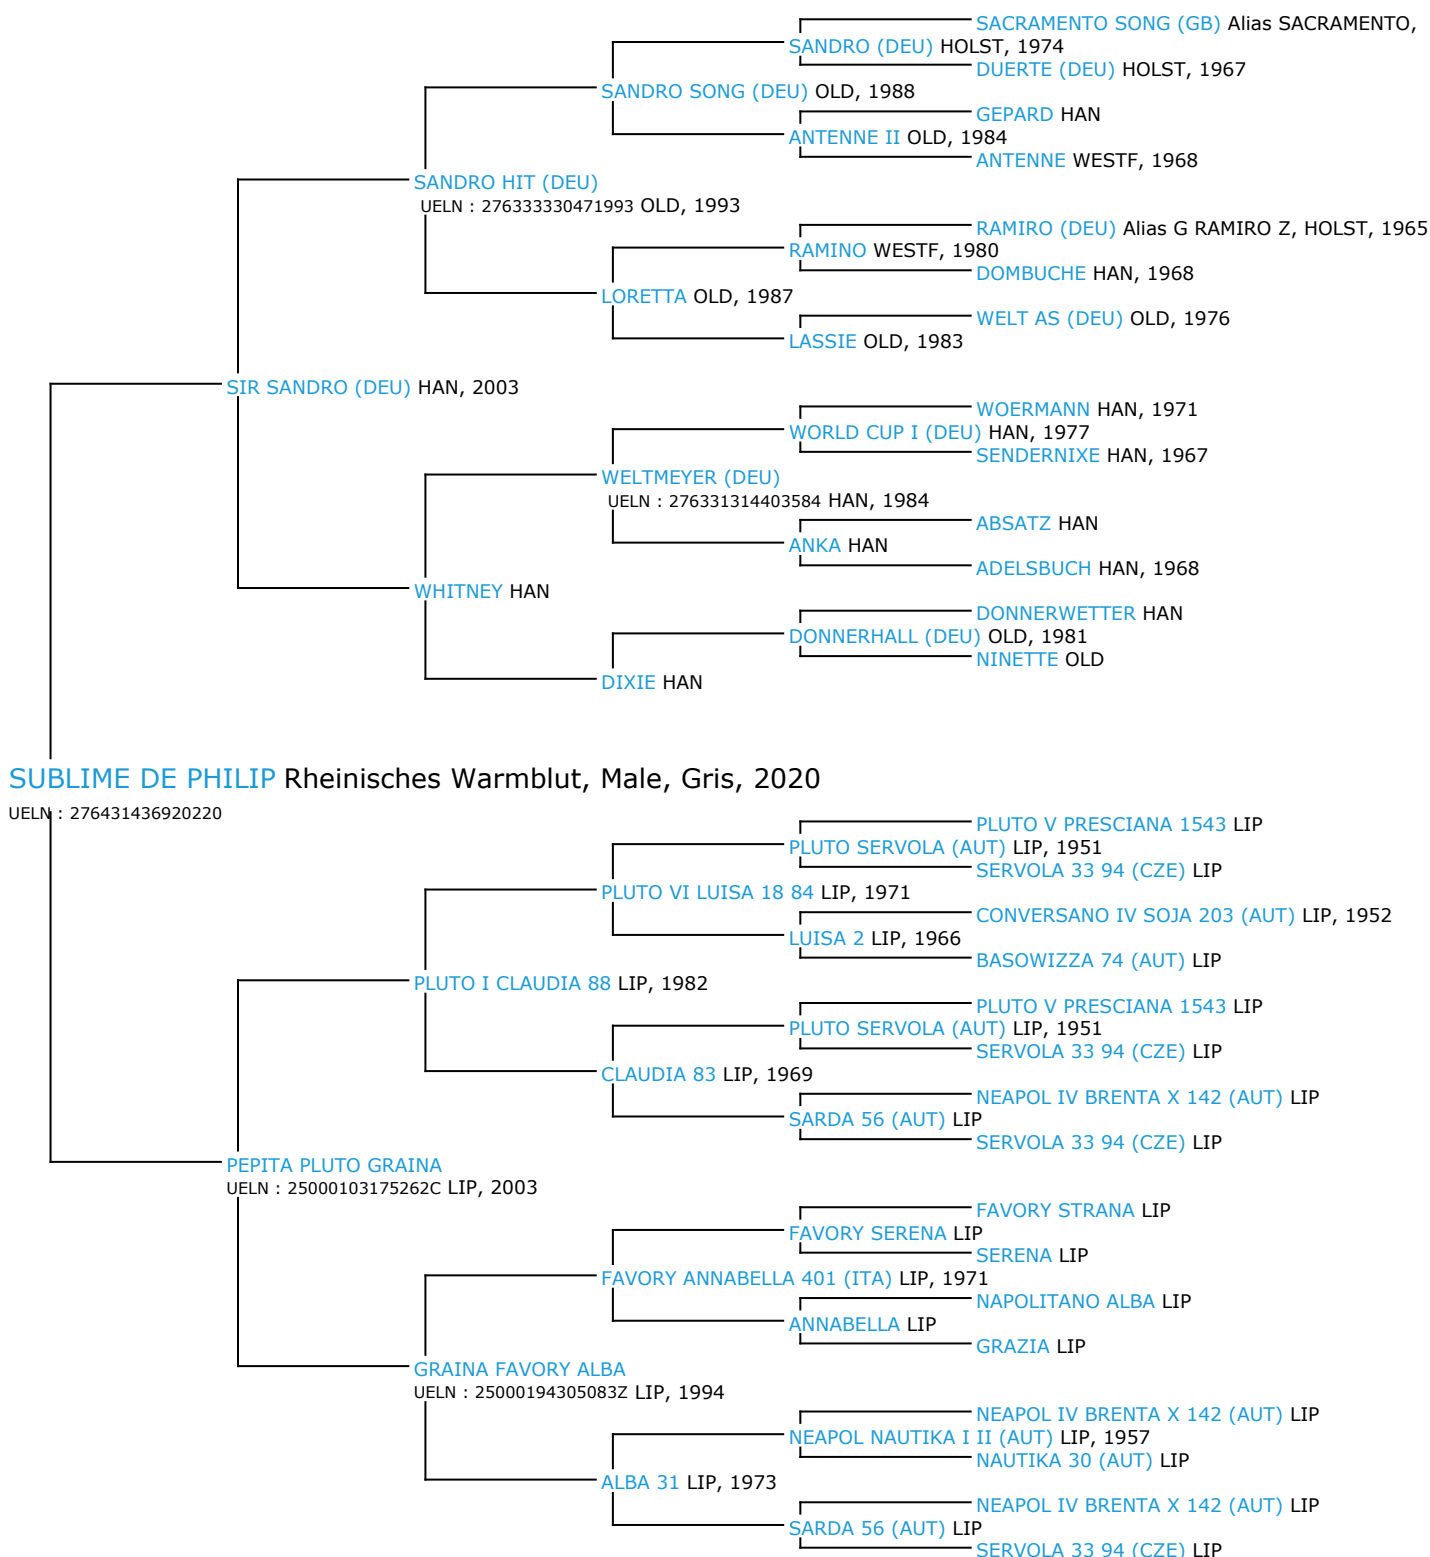 SACRAMENTO SONG (GB) Alias SACRAMENTO,
SANDRO (DEU) HOLST, 1974
DUERTE (DEU) HOLST, 1967
SANDRO SONG (DEU) OLD, 1988
GEPARD HAN
ANTENNE II OLD, 1984
ANTENNE WESTF, 1968
SANDRO HIT (DEU)
UELN : 276333330471993 OLD, 1993
RAMIRO (DEU) Alias G RAMIRO Z, HOLST, 1965
RAMINO WESTF, 1980
DOMBUCHE HAN, 1968
LORETTA OLD, 1987
WELT AS (DEU) OLD, 1976
LASSIE OLD, 1983
SIR SANDRO (DEU) HAN, 2003
WOERMANN HAN, 1971
WORLD CUP I (DEU) HAN, 1977
SENDERNIXE HAN, 1967
WELTMEYER (DEU)
UELN : 276331314403584 HAN, 1984
ABSATZ HAN
ANKA HAN
ADELSBUCH HAN, 1968
WHITNEY HAN
DONNERWETTER HAN
DONNERHALL (DEU) OLD, 1981
NINETTE OLD
DIXIE HAN
SUBLIME DE PHILIP Rheinisches Warmblut, Male, Gris, 2020
UELN : 276431436920220
PLUTO V PRESCIANA 1543 LIP
PLUTO SERVOLA (AUT) LIP, 1951
SERVOLA 33 94 (CZE) LIP
PLUTO VI LUISA 18 84 LIP, 1971
CONVERSANO IV SOJA 203 (AUT) LIP, 1952
LUISA 2 LIP, 1966
BASOWIZZA 74 (AUT) LIP
PLUTO I CLAUDIA 88 LIP, 1982
PLUTO V PRESCIANA 1543 LIP
PLUTO SERVOLA (AUT) LIP, 1951
SERVOLA 33 94 (CZE) LIP
CLAUDIA 83 LIP, 1969
NEAPOL IV BRENTA X 142 (AUT) LIP
SARDA 56 (AUT) LIP
SERVOLA 33 94 (CZE) LIP
PEPITA PLUTO GRAINA
UELN : 25000103175262C LIP, 2003
FAVORY STRANA LIP
FAVORY SERENA LIP
SERENA LIP
FAVORY ANNABELLA 401 (ITA) LIP, 1971
NAPOLITANO ALBA LIP
ANNABELLA LIP
GRAZIA LIP
GRAINA FAVORY ALBA
UELN : 25000194305083Z LIP, 1994
NEAPOL IV BRENTA X 142 (AUT) LIP
NEAPOL NAUTIKA I II (AUT) LIP, 1957
NAUTIKA 30 (AUT) LIP
ALBA 31 LIP, 1973
NEAPOL IV BRENTA X 142 (AUT) LIP
SARDA 56 (AUT) LIP
SERVOLA 33 94 (CZE) LIP